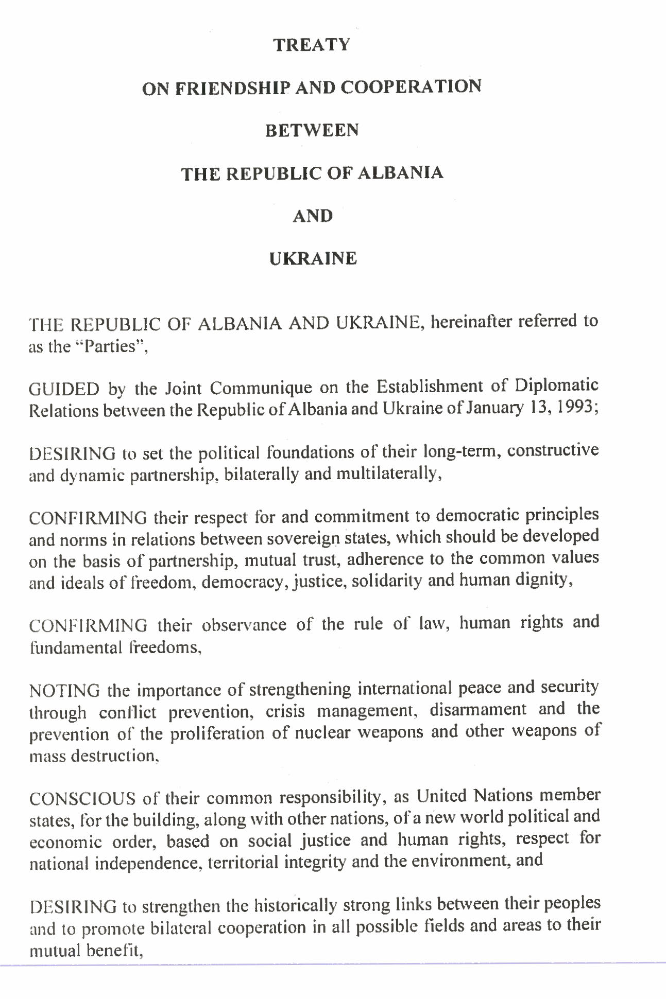 TREATY
ON FRIENDSHIP AND COOPERATION
BETWEEN
THE REPUBLIC OF ALBANIA
AND
UKRAINE
THE REPUBLIC OF ALBANIA AND UKRAINE, hereinafter referred to
as the “Parties”,
GUIDED by the Joint Communique on the Establishment of Diplomatic
Relations between the Republic of Albania and Ukraine of January 13, 1993;
DESIRING to set the political foundations of their long-term, constructive
and dynamic partnership, bilaterally and multilaterally,
CONFIRMING their respect for and commitment to democratic principles
and norms in relations between sovereign states, which should be developed
on the basis of partnership, mutual trust, adherence to the common values
and ideals of freedom, democracy, justice, solidarity and human dignity,
CONFIRMING their observance of the rule of law, human rights and
fundamental freedoms,
NOTING the importance of strengthening international peace and security
through conflict prevention, crisis management, disarmament and the
prevention of the proliferation of nuclear weapons and other weapons of
mass destruction,
CONSCIOUS of their common responsibility, as United Nations member
states, for the building, along with other nations, of a new world political and
economic order, based on social justice and human rights, respect for
national independence, territorial integrity and the environment, and
DESIRING to strengthen the historically strong links between their peoples
and to promote bilateral cooperation in all possible fields and areas to their
mutual benefit,